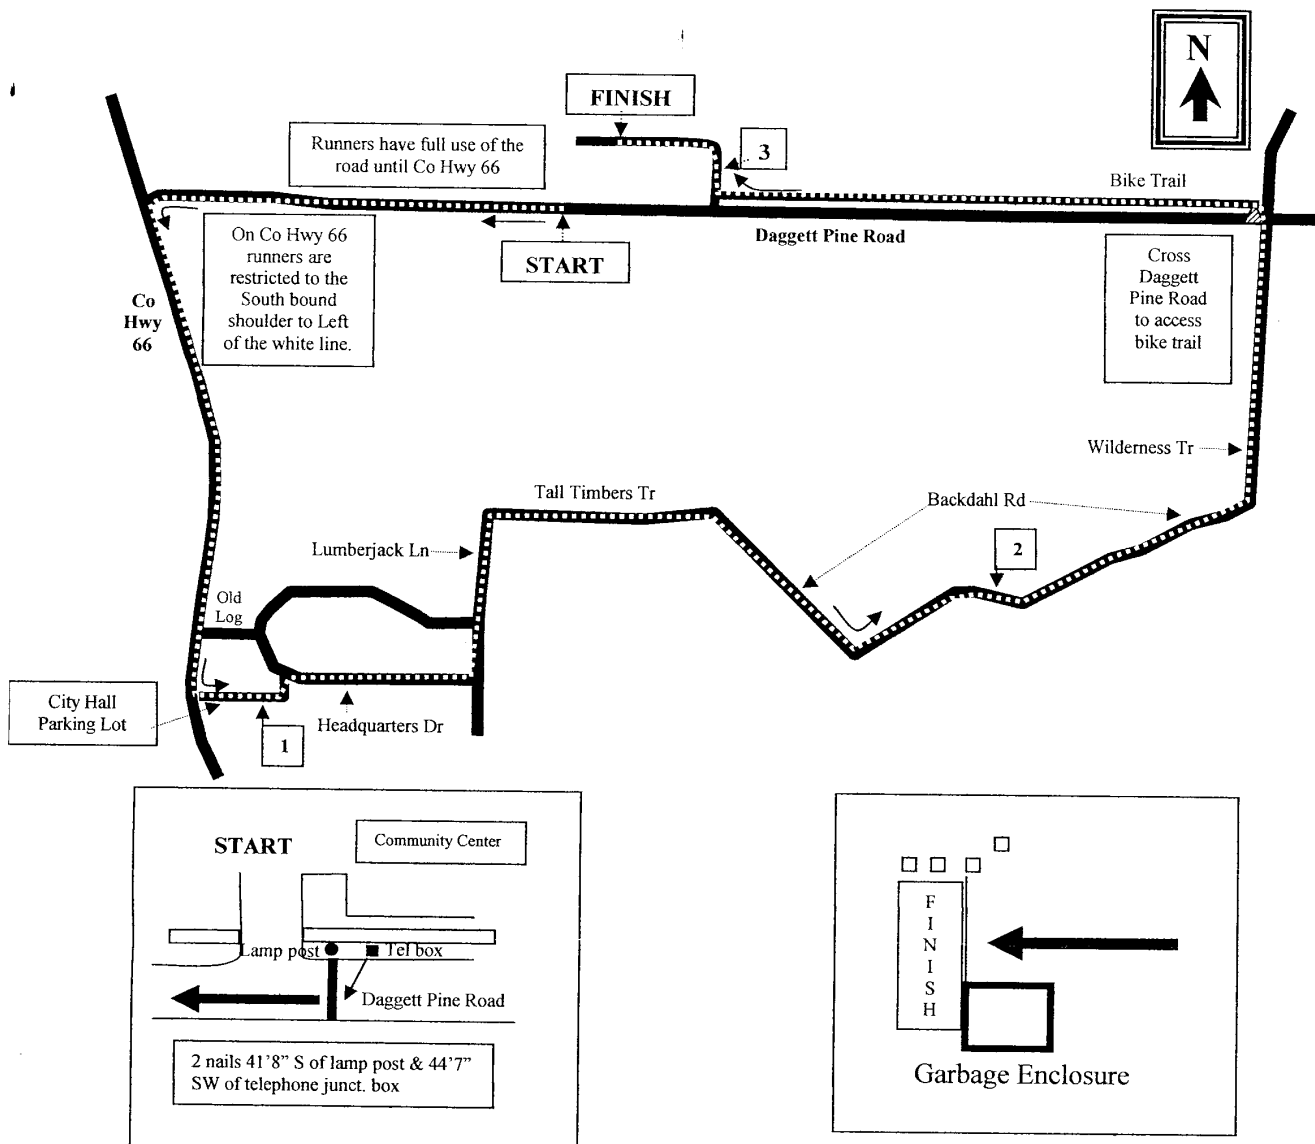 N
FINISH
Runners have full use of the
road until Co Hwy 66
3
Bike Trail
On Co Hwy 66
runners are
restricted to the
South bound
shoulder to Left
of the white line.
START
Daggett Pine Road
Cross
Daggett
Pine Road
to access
bike trail
Co
Hwy
66
Wilderness Tr
Tall Timbers Tr
Backdahl Rd
Lumberjack Ln
2
Old
Log
City Hall
Parking Lot
1
Headquarters Dr
START
Community Center
Lamp post
Tel box
Daggett Pine Road
2 nails 41'8" S of lamp post & 44'7"
SW of telephone junct. box
F
I
N
I
S
H
Garbage Enclosure